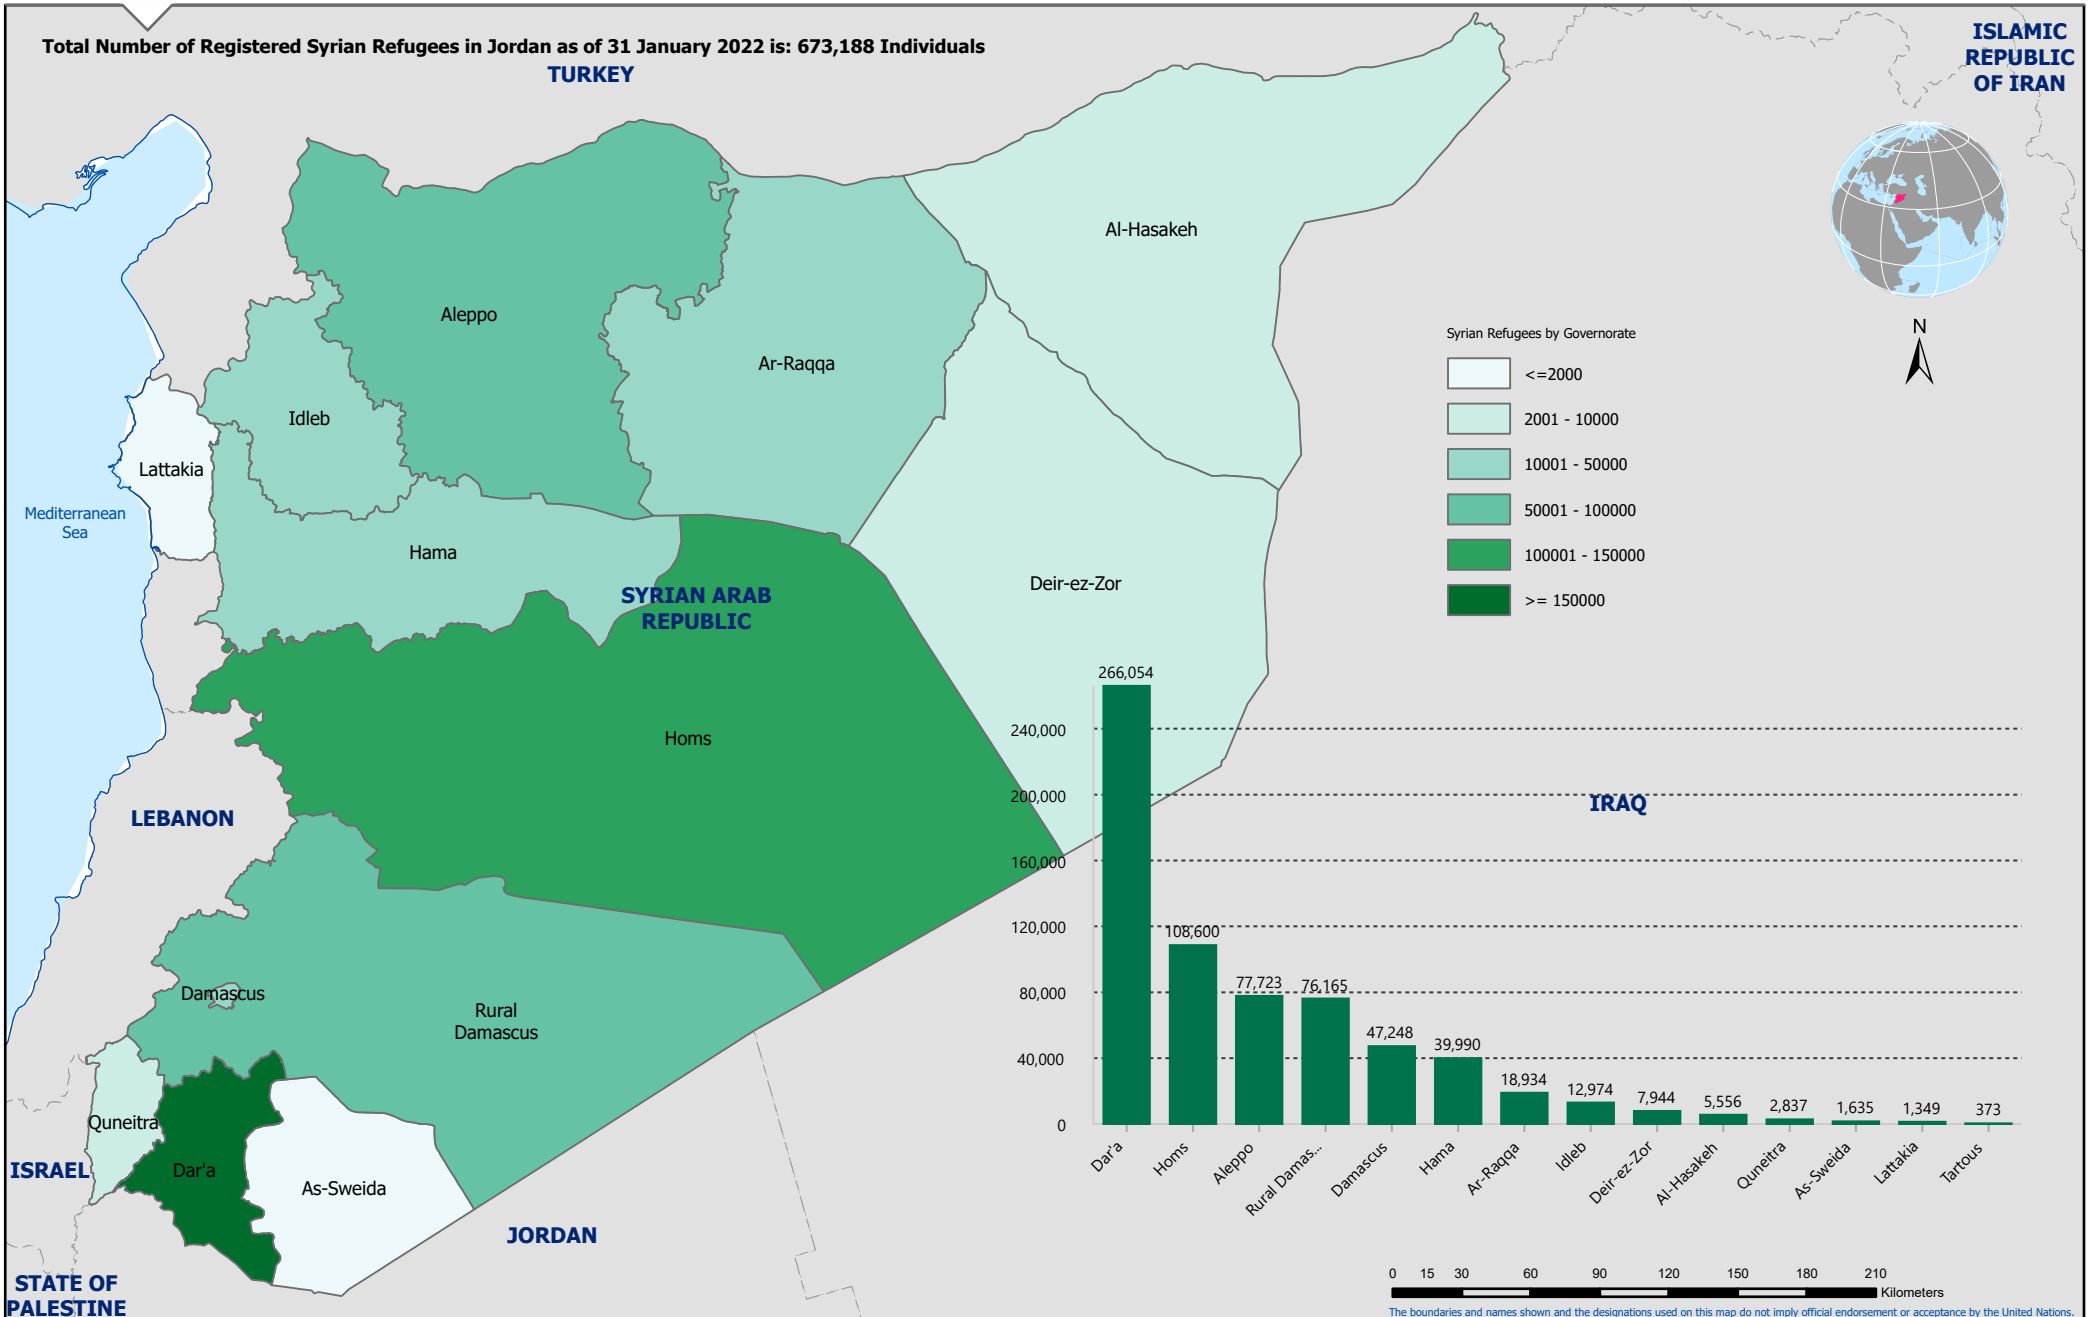 Total Number of Registered Syrian Refugees in Jordan as of 31 January 2022 is: 673,188 Individuals
TURKEY
ISLAMIC
REPUBLIC
OF IRAN
Al-Hasakeh
Aleppo
Ar-Raqqa
Idleb
Lattakia
Mediterranean
Sea
Hama
Deir-ez-Zor
SYRIAN ARAB
REPUBLIC
Homs
LEBANON
IRAQ
Damascus
Rural
Damascus
Quneitra
ISRAEL
Dar'a
As-Sweida
JORDAN
STATE OF
PALESTINE
N
Syrian Refugees by Governorate
<=2000
2001 - 10000
10001 - 50000
50001 - 100000
100001 - 150000
>= 150000
240,000
200,000
160,000
120,000
80,000
40,000
0
266,054
108,600
77,723
76,165
47,248
39,990
18,934
12,974
7,944
5,556
2,837
1,635
1,349
373
Dar'a
Homs
Aleppo
Rural Damas...
Damascus
Hama
Ar-Raqqa
Idleb
Deir-ez-Zor
Al-Hasakeh
Quneitra
As-Sweida
Lattakia
Tartous
0 15 30 60 90 120 150 180 210
Kilometers
The boundaries and names shown and the designations used on this map do not imply official endorsement or acceptance by the United Nations.